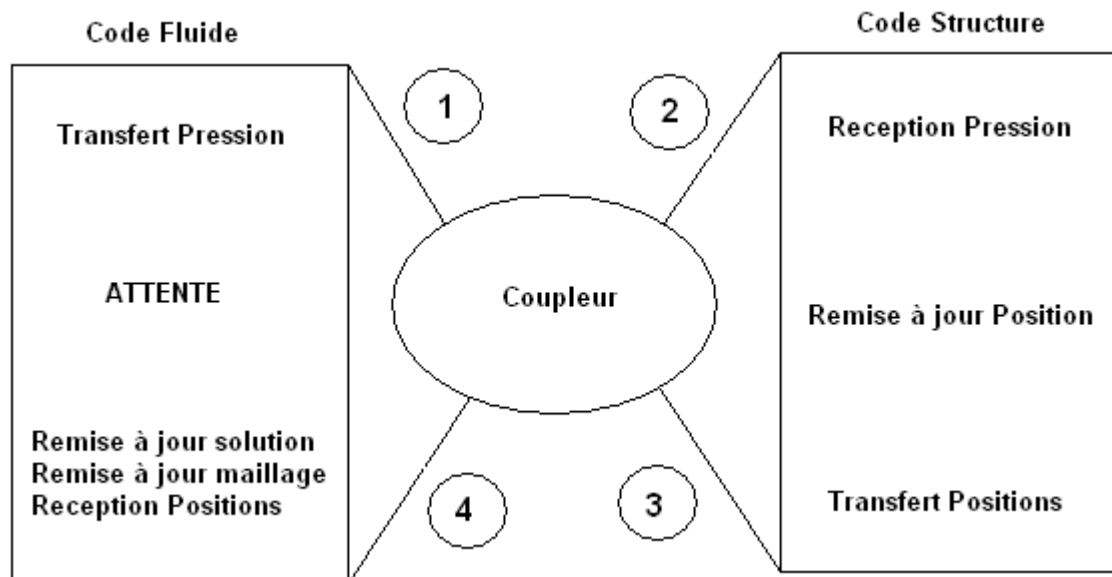 Code Fluide
Code Structure
1
2
Transfert Pression
Reception Pression
ATTENTE
Coupleur
Remise à jour Position
Remise à jour solution
Remise à jour maillage
Reception Positions
4
3
Transfert Positions